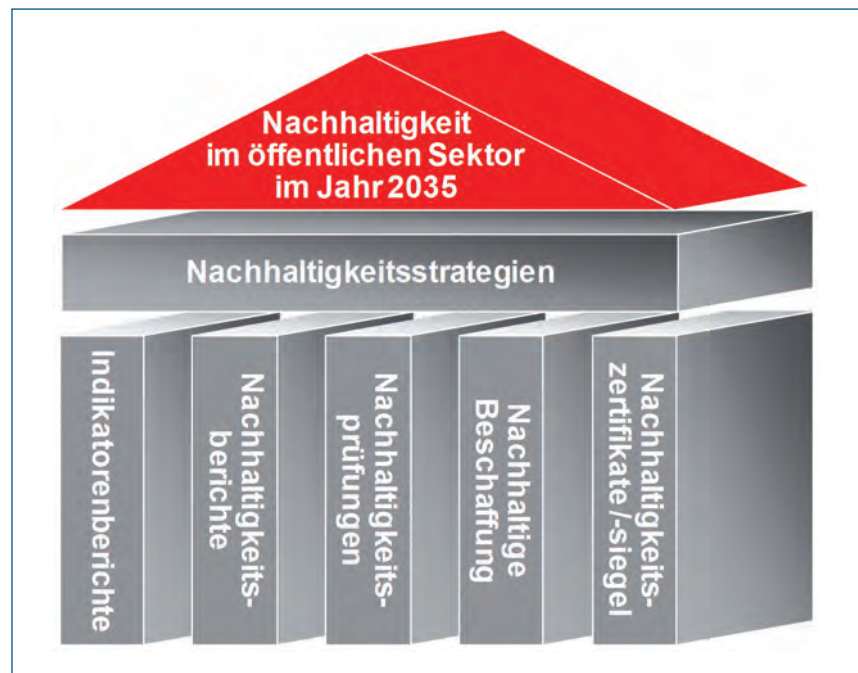 Nachhaltigkeit
im öffentlichen Sektor
im Jahr 2035
Nachhaltigkeitsstrategien
Indikatorenberichte
Nachhaltigkeits-
berichte
Nachhaltigkeits-
prüfungen
Nachhaltige
Beschaffung
Nachhaltigkeits-
zertifikate /-siegel